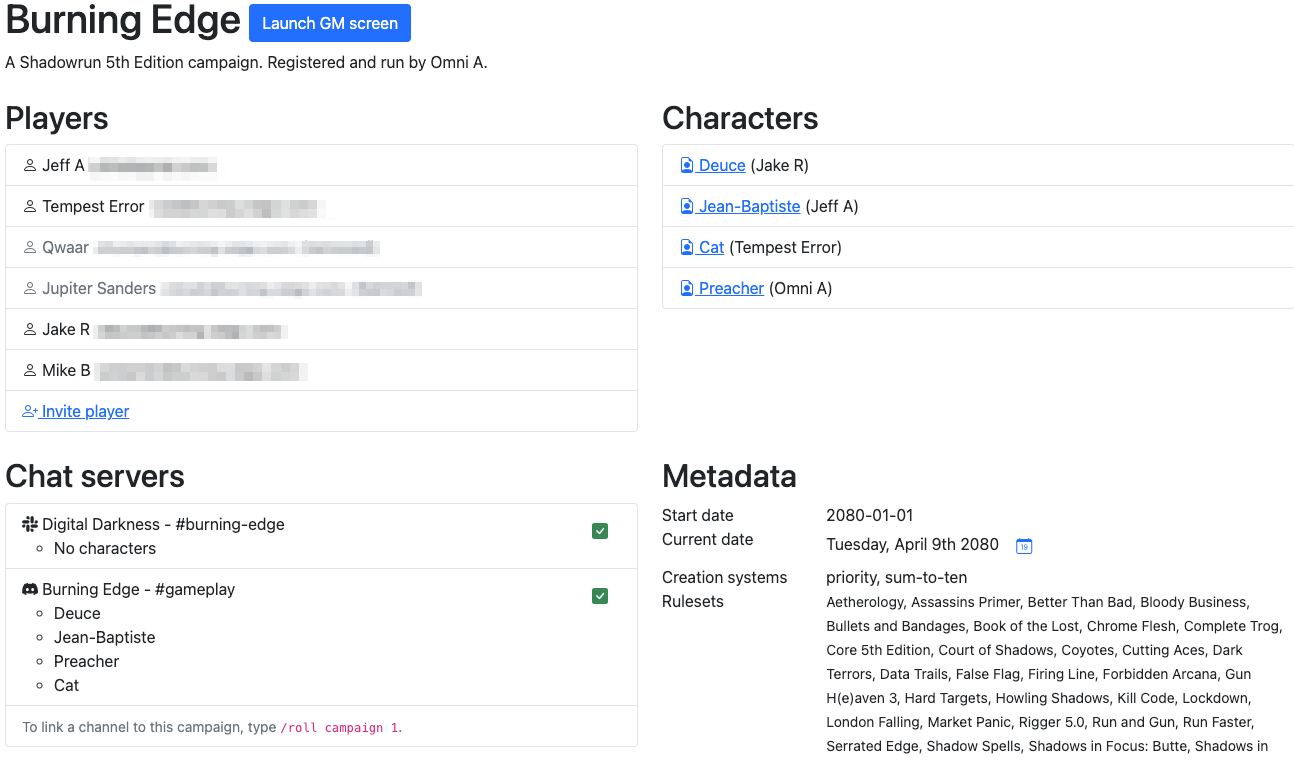 Burning Edge Launch GM screen
A Shadowrun 5th Edition campaign. Registered and run by Omni A.
Players
Jeff A
Tempest Error
Qwaar
Jupiter Sanders
Jake R
Mike B
Invite player
Characters
Deuce (Jake R)
Jean-Baptiste (Jeff A)
Cat (Tempest Error)
Preacher (Omni A)
Chat servers
Digital Darkness - #burning-edge
No characters
Burning Edge - #gameplay
Deuce
Jean-Baptiste
Preacher
Cat
To link a channel to this campaign, type /roll campaign 1.
Metadata
Start date 2080-01-01
Current date Tuesday, April 9th 2080 19
Creation systems priority, sum-to-ten
Rulesets Aetherology, Assassins Primer, Better Than Bad, Bloody Business,
Bullets and Bandages, Book of the Lost, Chrome Flesh, Complete Trog,
Core 5th Edition, Court of Shadows, Coyotes, Cutting Aces, Dark
Terrors, Data Trails, False Flag, Firing Line, Forbidden Arcana, Gun
H(e)aven 3, Hard Targets, Howling Shadows, Kill Code, Lockdown,
London Falling, Market Panic, Rigger 5.0, Run and Gun, Run Faster,
Serrated Edge, Shadow Spells, Shadows in Focus: Butte, Shadows in